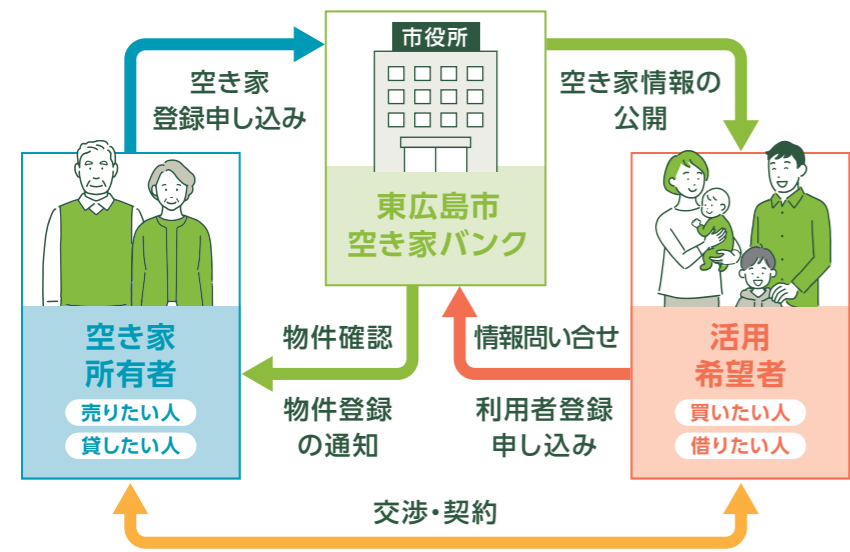 市役所
東広島市
空き家バンク
空き家
登録申し込み
空き家情報の
公開
空き家
所有者
売りたい人
貸したい人
物件確認
物件登録
の通知
情報問い合せ
利用者登録
申し込み
活用
希望者
買いたい人
借りたい人
交渉・契約